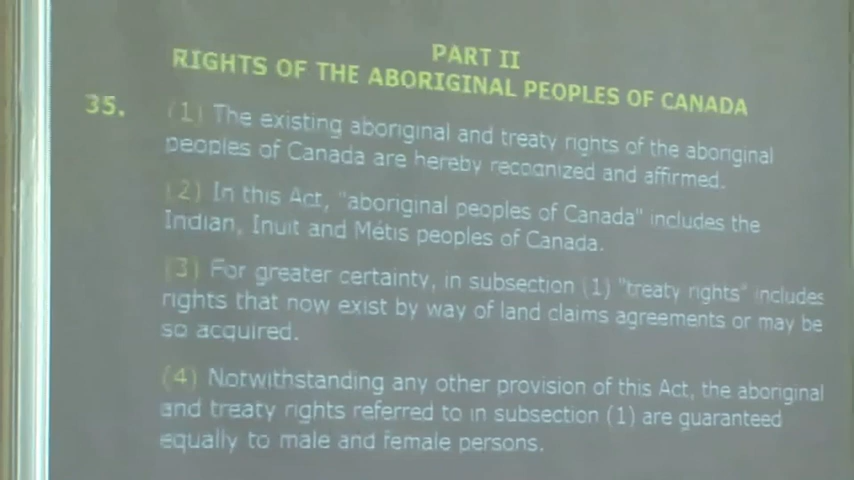 PART II
RIGHTS OF THE ABORIGINAL PEOPLES OF CANADA
35. (1) The existing aboriginal and treaty rights of the aboriginal
peoples of Canada are hereby recognized and affirmed.
(2) In this Act, "aboriginal peoples of Canada" includes the
Indian, Inuit and Métis peoples of Canada.
(3) For greater certainty, in subsection (1) "treaty rights" includes
rights that now exist by way of land claims agreements or may be
so acquired.
(4) Notwithstanding any other provision of this Act, the aboriginal
and treaty rights referred to in subsection (1) are guaranteed
equally to male and female persons.